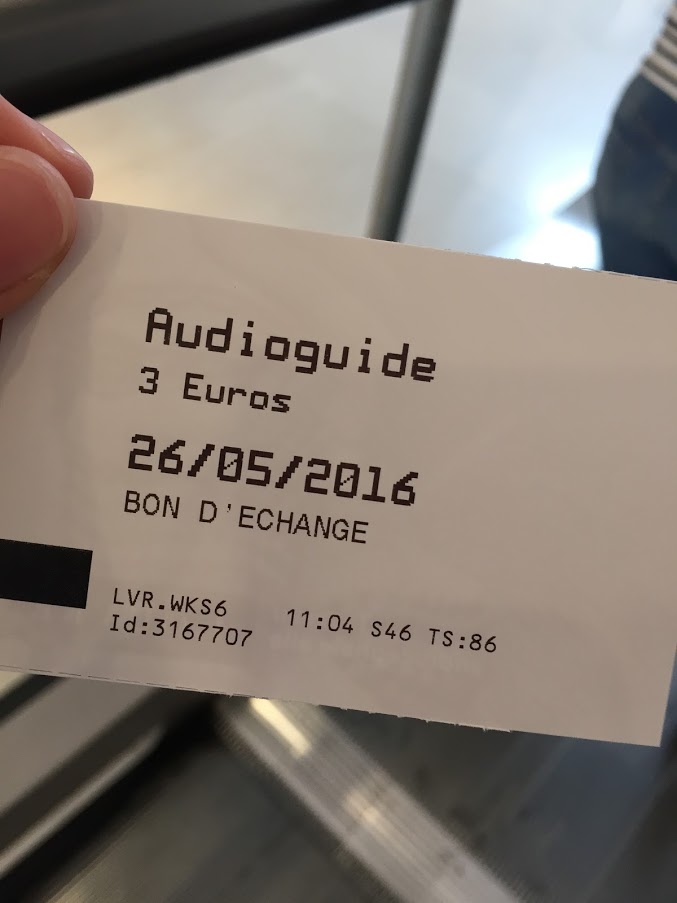 Audioguide
3 Euros
26/05/2016
BON D'ECHANGE
LVR.WKS6
11:04 S46 TS:86
Id:3167707